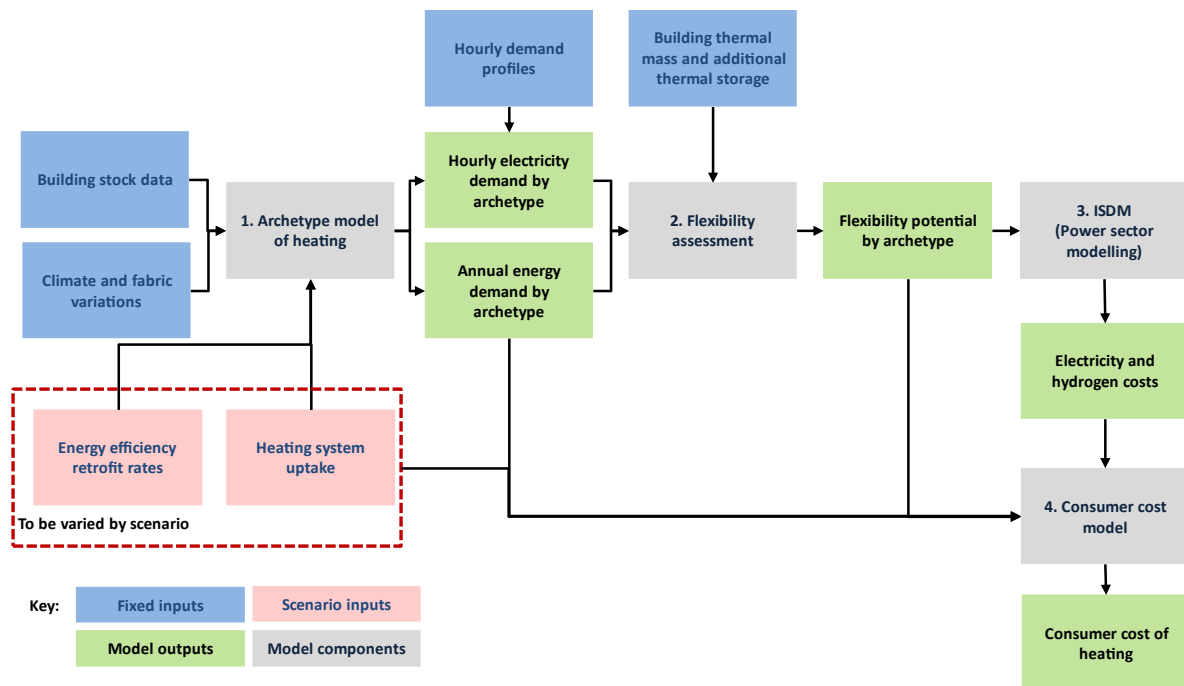 Hourly demand
profiles
Building thermal
mass and additional
thermal storage
Building stock data
Climate and fabric
variations
1. Archetype model
of heating
Hourly electricity
demand by
archetype
Annual energy
demand by
archetype
2. Flexibility
assessment
Flexibility potential
by archetype
3. ISDM
(Power sector
modelling)
Electricity and
hydrogen costs
Energy efficiency
retrofit rates
Heating system
uptake
To be varied by scenario
4. Consumer cost
model
Consumer cost of
heating
Key:
Fixed inputs
Scenario inputs
Model outputs
Model components